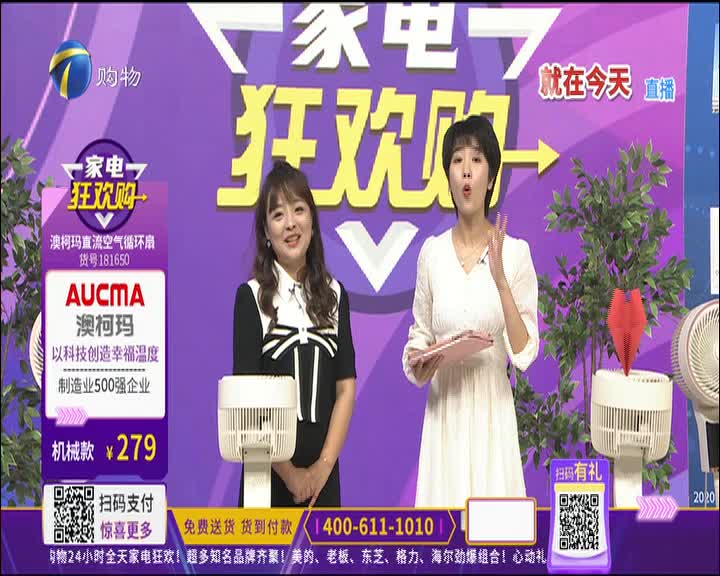 购物
家电
狂欢购
就在今天
直播
家电
狂欢购
澳柯玛直流空气循环扇
货号181650
AUCMA
澳柯玛
以科技创造幸福温度
制造业500强企业
机械款 ¥279
扫码支付
惊喜更多
免费送货 货到付款
400-611-1010
扫码有礼
2020
购物24小时全天家电狂欢！超多知名品牌齐聚！美的、老板、东芝、格力、海尔劲爆组合！心动礼